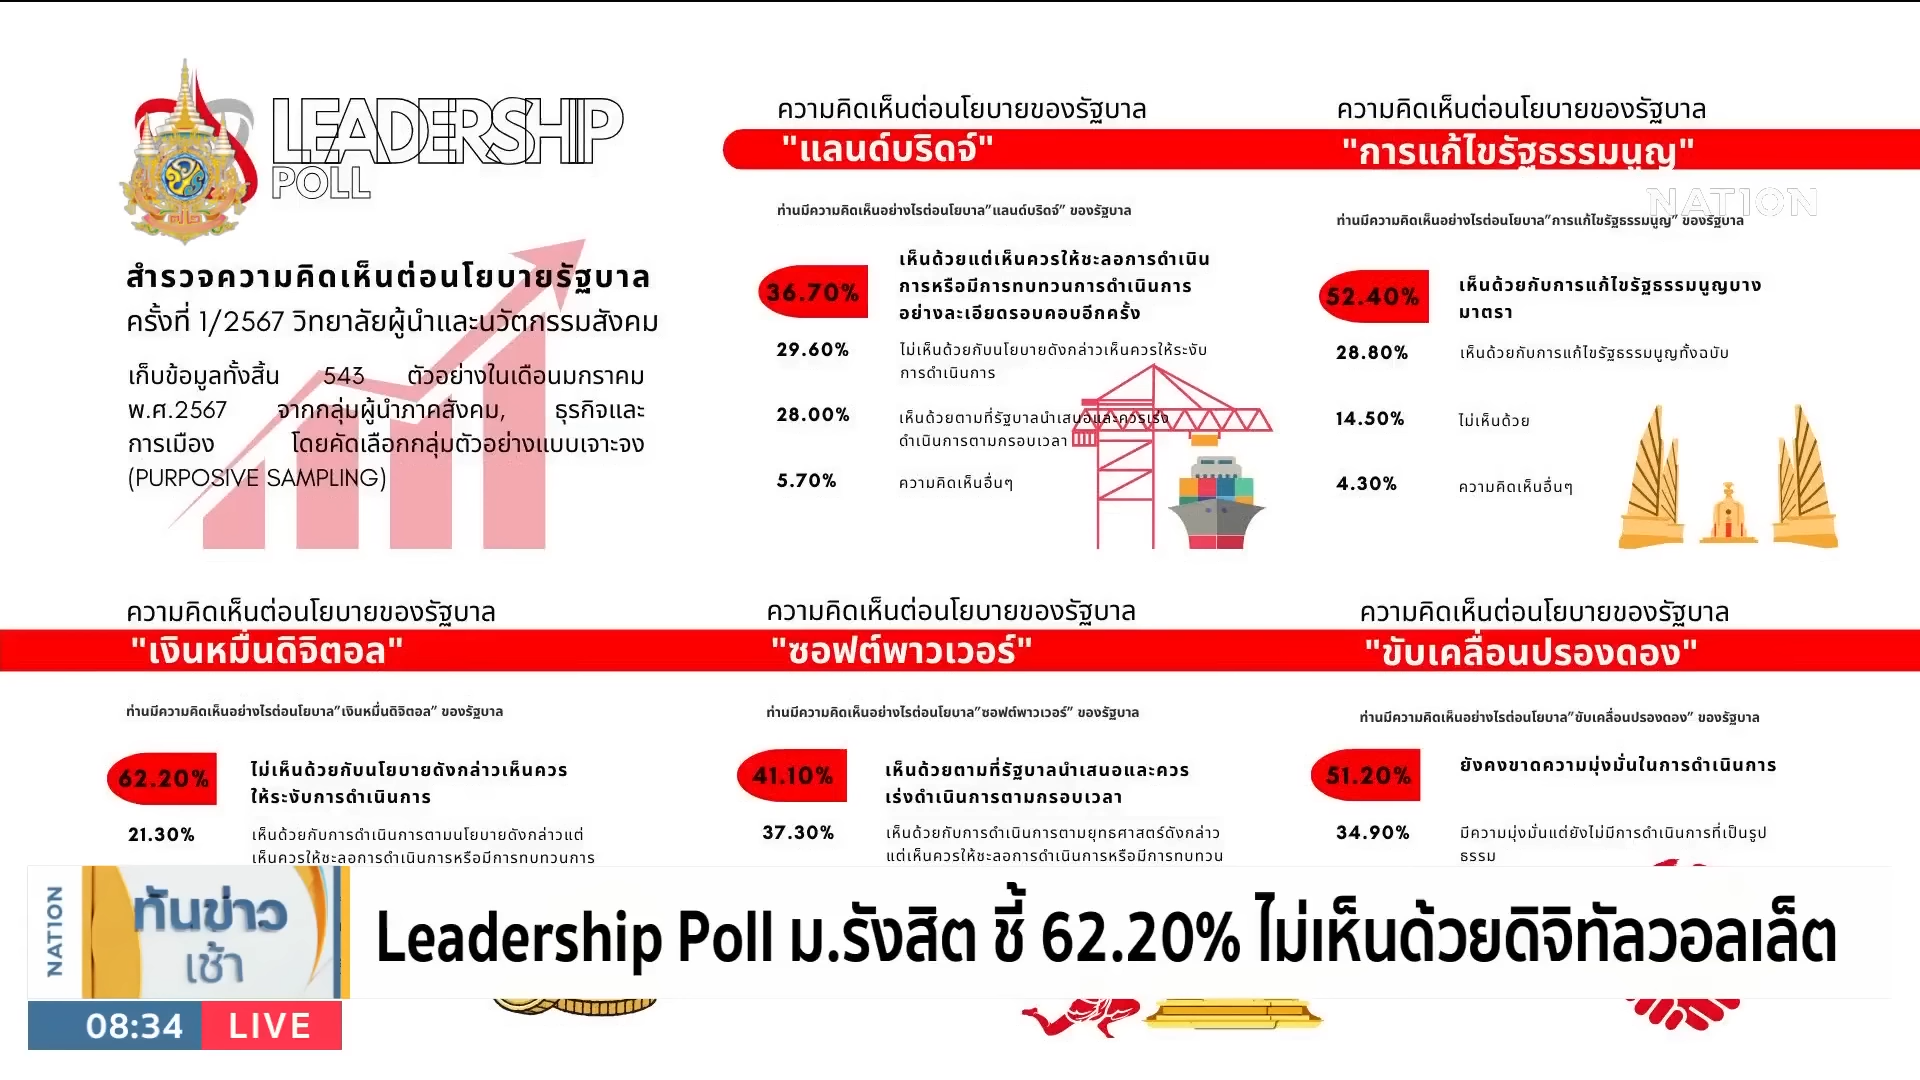 LEADERSHIP
POLL
สำรวจความคิดเห็นต่อนโยบายรัฐบาล
ครั้งที่ 1/2567 วิทยาลัยผู้นำและนวัตกรรมสังคม
เก็บข้อมูลทั้งสิ้น 543 ตัวอย่างในเดือนมกราคม
พ.ศ.2567 จากกลุ่มผู้นำภาคสังคม, ธุรกิจและ
การเมือง โดยคัดเลือกกลุ่มตัวอย่างแบบเจาะจง
(PURPOSIVE SAMPLING)
ความคิดเห็นต่อนโยบายของรัฐบาล
"แลนด์บริดจ์"
ท่านมีความคิดเห็นอย่างไรต่อนโยบาล"แลนด์บริดจ์" ของรัฐบาล
36.70%
เห็นด้วยแต่เห็นควรให้ชะลอการดำเนิน
การหรือมีการทบทวนการดำเนินการ
อย่างละเอียดรอบคอบอีกครั้ง
29.60%
ไม่เห็นด้วยกับนโยบายดังกล่าวเห็นควรให้ระงับ
การดำเนินการ
28.00%
เห็นด้วยตามที่รัฐบาลนำเสนอและควรเร่ง
ดำเนินการตามกรอบเวลา
5.70%
ความคิดเห็นอื่นๆ
ความคิดเห็นต่อนโยบายของรัฐบาล
"การแก้ไขรัฐธรรมนูญ"
NATION
ท่านมีความคิดเห็นอย่างไรต่อนโยบาล"การแก้ไขรัฐธรรมนูญ" ของรัฐบาล
52.40%
เห็นด้วยกับการแก้ไขรัฐธรรมนูญบาง
มาตรา
28.80%
เห็นด้วยกับการแก้ไขรัฐธรรมนูญทั้งฉบับ
14.50%
ไม่เห็นด้วย
4.30%
ความคิดเห็นอื่นๆ
ความคิดเห็นต่อนโยบายของรัฐบาล
"เงินหมื่นดิจิตอล"
ท่านมีความคิดเห็นอย่างไรต่อนโยบาล"เงินหมื่นดิจิตอล" ของรัฐบาล
62.20%
ไม่เห็นด้วยกับนโยบายดังกล่าวเห็นควร
ให้ระงับการดำเนินการ
21.30%
เห็นด้วยกับการดำเนินการตามนโยบายดังกล่าวแต่
เห็นควรให้ชะลอการดำเนินการหรือมีการทบทวนการ
ความคิดเห็นต่อนโยบายของรัฐบาล
"ซอฟต์พาวเวอร์"
ท่านมีความคิดเห็นอย่างไรต่อนโยบาล"ซอฟต์พาวเวอร์" ของรัฐบาล
41.10%
เห็นด้วยตามที่รัฐบาลนำเสนอและควร
เร่งดำเนินการตามกรอบเวลา
37.30%
เห็นด้วยกับการดำเนินการตามยุทธศาสตร์ดังกล่าว
แต่เห็นควรให้ชะลอการดำเนินการหรือมีการทบทวน
ความคิดเห็นต่อนโยบายของรัฐบาล
"ขับเคลื่อนปรองดอง"
ท่านมีความคิดเห็นอย่างไรต่อนโยบาล"ขับเคลื่อนปรองดอง" ของรัฐบาล
51.20%
ยังคงขาดความมุ่งมั่นในการดำเนินการ
34.90%
มีความมุ่งมั่นแต่ยังไม่มีการดำเนินการที่เป็นรูป
ธรรม
NATION
ทันข่าว
เช้า
Leadership Poll ม.รังสิต ชี้ 62.20% ไม่เห็นด้วยดิจิทัลวอลเล็ต
08:34 LIVE